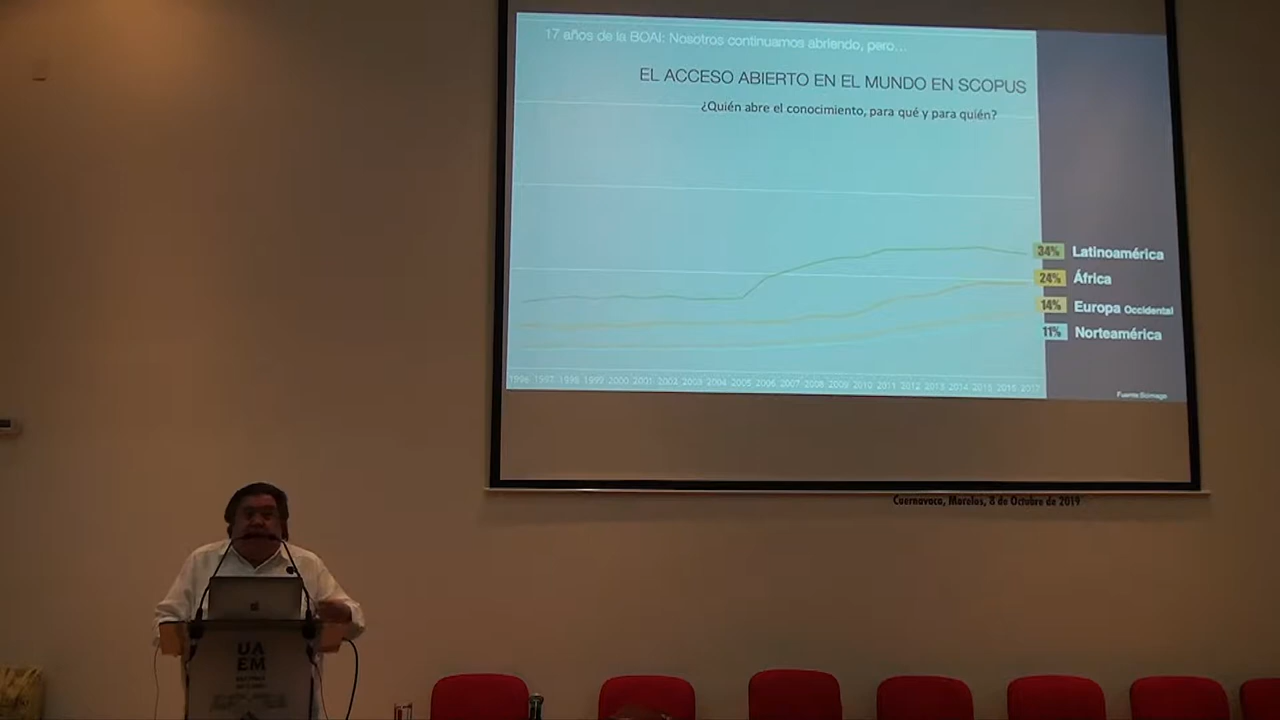 17 años de la BOAI: Nosotros continuamos abriendo, pero...
EL ACCESO ABIERTO EN EL MUNDO EN SCOPUS
¿Quién abre el conocimiento, para qué y para quién?
34% Latinoamérica
24% África
14% Europa Occidental
11% Norteamérica
1996 1997 1998 1999 2000 2001 2002 2003 2004 2005 2006 2007 2008 2009 2010 2011 2012 2013 2014 2015 2016 2017
Fuente: Scimago
Cuernavaca, Morelos, 8 de Octubre de 2019
UA
EM